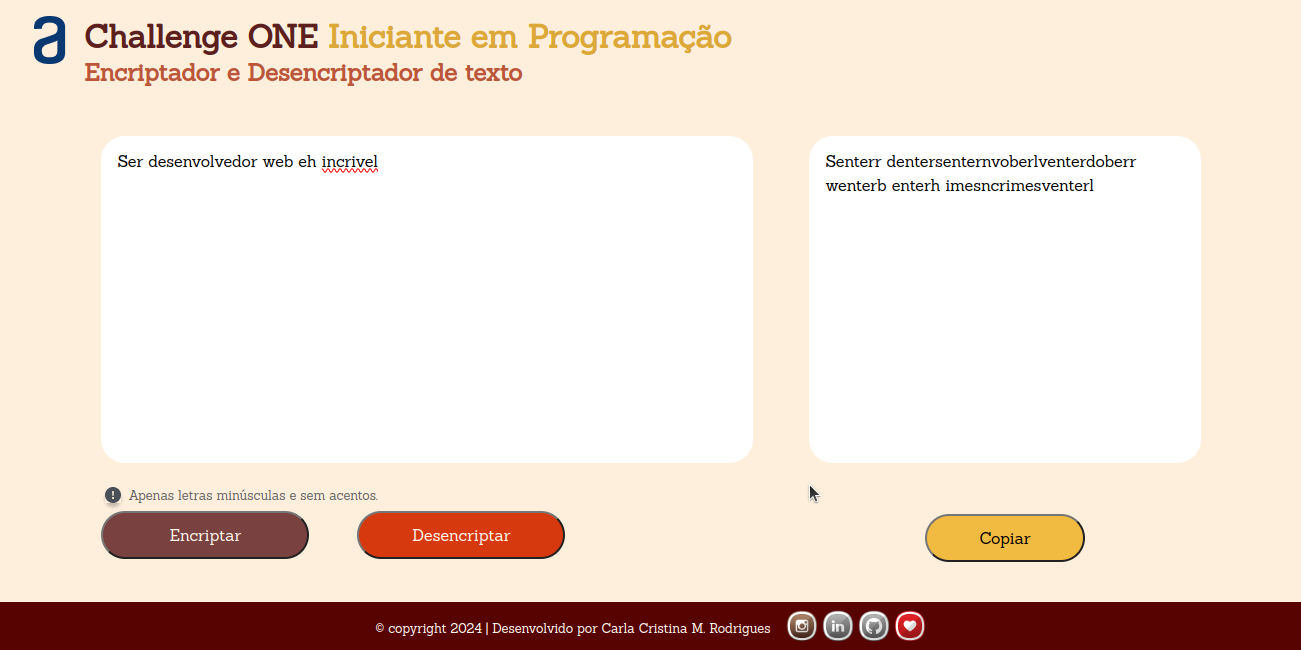 a
Challenge ONE Iniciante em Programação
Encriptador e Desencriptador de texto
Ser desenvolvedor web eh incrivel
Senterr dentersenternvoberlventerdoberr
wenterb enterh imesncrimesventerl
! Apenas letras minúsculas e sem acentos.
Encriptar
Desencriptar
Copiar
© copyright 2024 | Desenvolvido por Carla Cristina M. Rodrigues
in